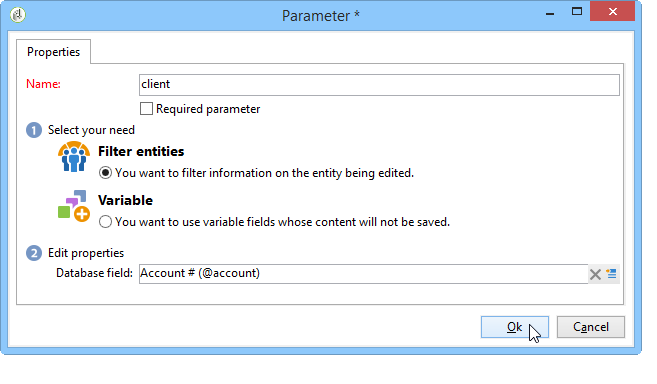 Parameter *
Properties
Name: client
Required parameter
1 Select your need
Filter entities
You want to filter information on the entity being edited.
Variable
You want to use variable fields whose content will not be saved.
2 Edit properties
Database field: Account # (@account)
Ok Cancel